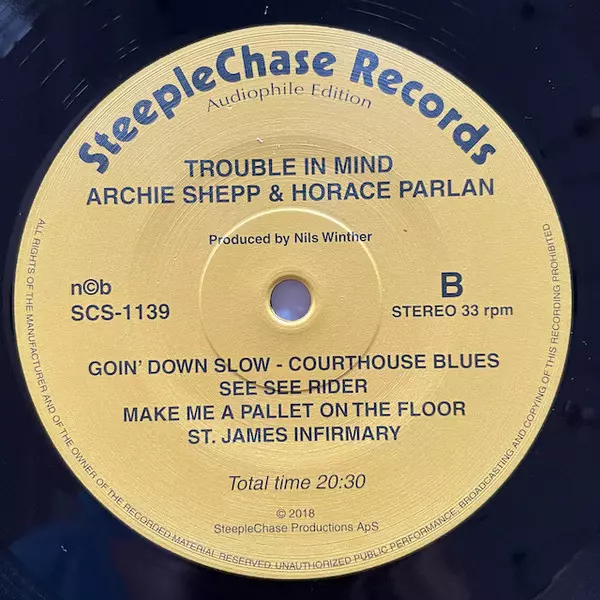 SteepleChase Records
Audiophile Edition
TROUBLE IN MIND
ARCHIE SHEPP & HORACE PARLAN
Produced by Nils Winther
n©b
SCS-1139
B
STEREO 33 rpm
GOIN' DOWN SLOW - COURTHOUSE BLUES
SEE SEE RIDER
MAKE ME A PALLET ON THE FLOOR
ST. JAMES INFIRMARY
Total time 20:30
© 2018
SteepleChase Productions ApS
ALL RIGHTS OF THE MANUFACTURER AND OF THE OWNER OF THE RECORDED MATERIAL RESERVED. UNAUTHORIZED PUBLIC PERFORMANCE, BROADCASTING AND COPYING OF THIS RECORDING PROHIBITED